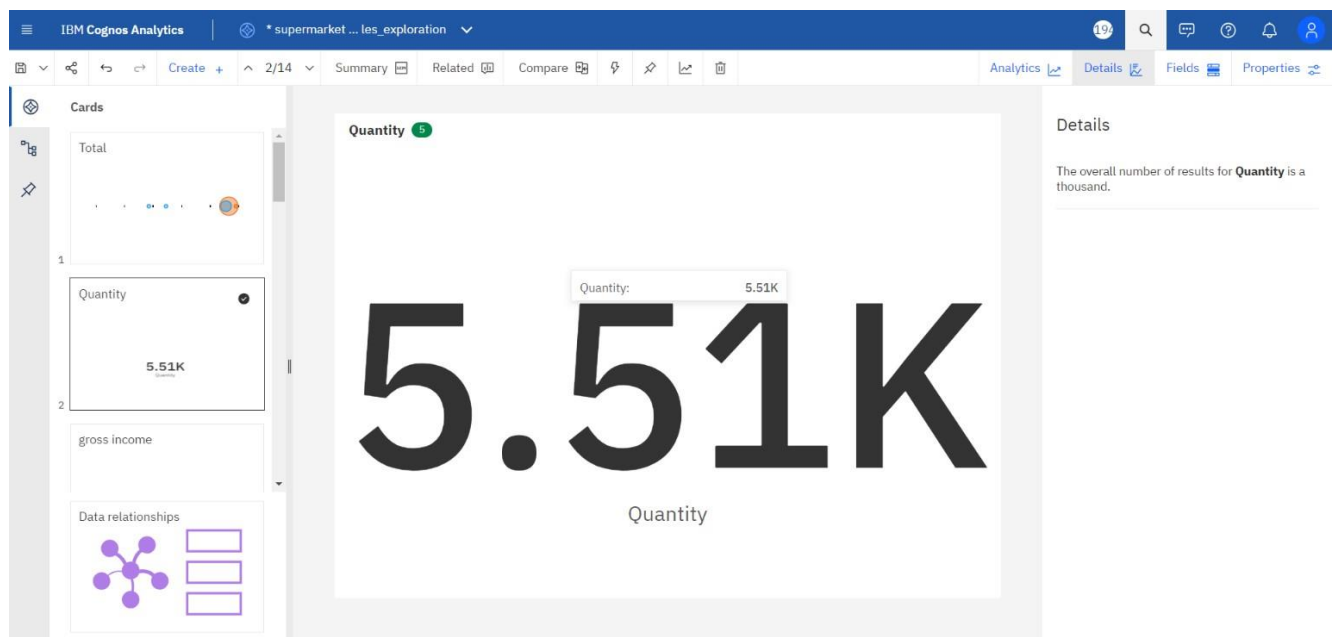 IBM Cognos Analytics
* supermarket ... les_exploration
194
Create +
2/14
Summary
Related
Compare
Analytics
Details
Fields
Properties
Cards
Total
1
Quantity
5.51K
Quantity
2
gross income
Data relationships
Quantity 5
Quantity: 5.51K
5.51K
Quantity
Details
The overall number of results for Quantity is a
thousand.